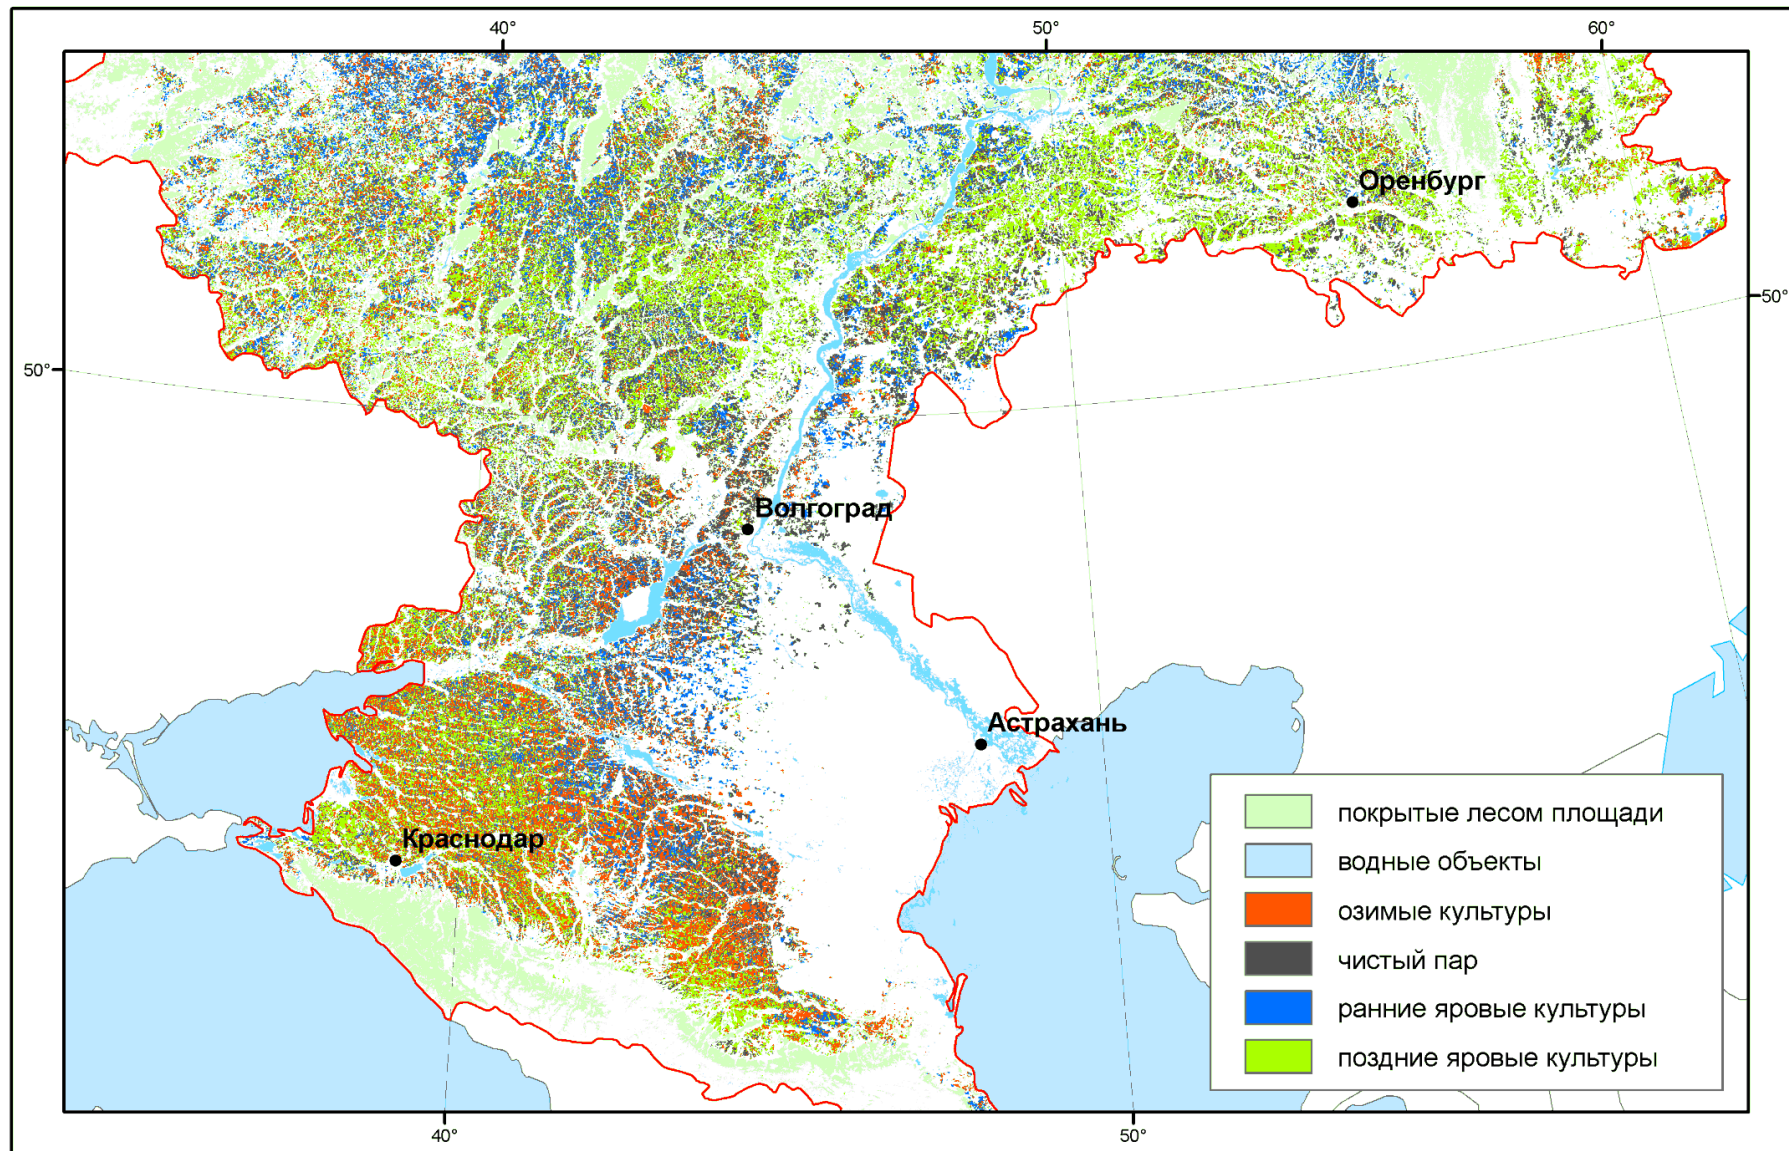 40°
50°
60°
Оренбург
50°
50°
Волгоград
Астрахань
Краснодар
покрытые лесом площади
водные объекты
озимые культуры
чистый пар
ранние яровые культуры
поздние яровые культуры
40°
50°